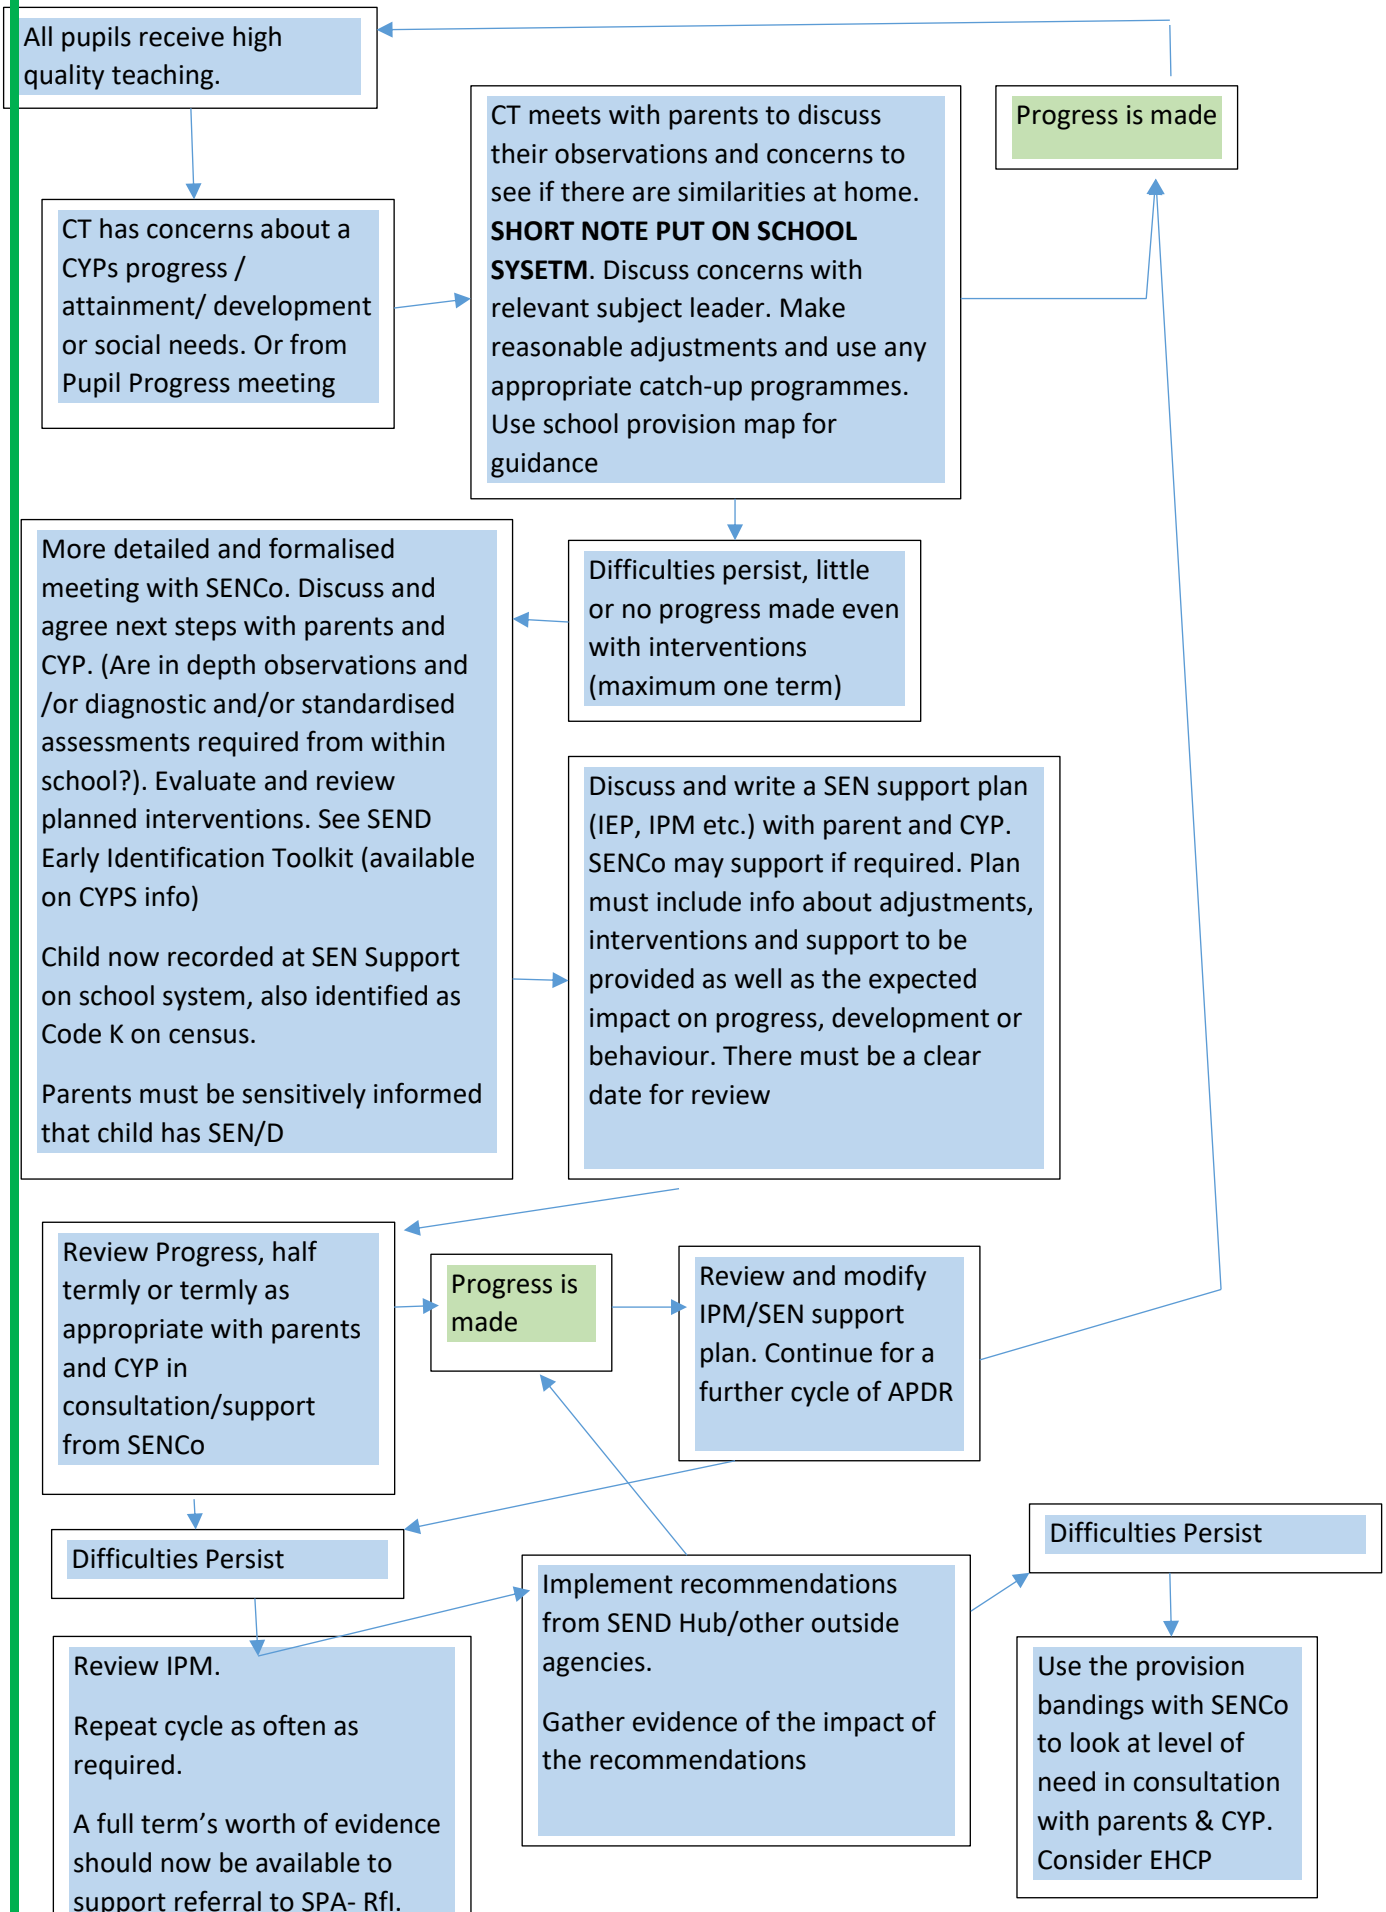 All pupils receive high
quality teaching.
Progress is made
CT meets with parents to discuss
their observations and concerns to
see if there are similarities at home.
SHORT NOTE PUT ON SCHOOL
SYSETM. Discuss concerns with
relevant subject leader. Make
reasonable adjustments and use any
appropriate catch-up programmes.
Use school provision map for
guidance
CT has concerns about a
CYPs progress /
attainment/ development
or social needs. Or from
Pupil Progress meeting
Difficulties persist, little
or no progress made even
with interventions
(maximum one term)
More detailed and formalised
meeting with SENCo. Discuss and
agree next steps with parents and
CYP. (Are in depth observations and
/or diagnostic and/or standardised
assessments required from within
school?). Evaluate and review
planned interventions. See SEND
Early Identification Toolkit (available
on CYPS info)
Child now recorded at SEN Support
on school system, also identified as
Code K on census.
Parents must be sensitively informed
that child has SEN/D
Discuss and write a SEN support plan
(IEP, IPM etc.) with parent and CYP.
SENCo may support if required. Plan
must include info about adjustments,
interventions and support to be
provided as well as the expected
impact on progress, development or
behaviour. There must be a clear
date for review
Review Progress, half
termly or termly as
appropriate with parents
and CYP in
consultation/support
from SENCo
Progress is
made
Review and modify
IPM/SEN support
plan. Continue for a
further cycle of APDR
Difficulties Persist
Review IPM.
Repeat cycle as often as
required.
A full term’s worth of evidence
should now be available to
support referral to SPA- RfI.
Implement recommendations
from SEND Hub/other outside
agencies.
Gather evidence of the impact of
the recommendations
Difficulties Persist
Use the provision
bandings with SENCo
to look at level of
need in consultation
with parents & CYP.
Consider EHCP